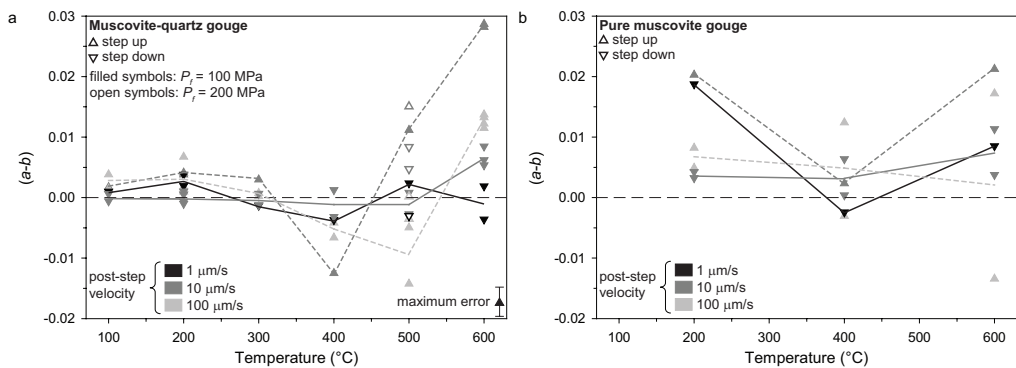 a
Muscovite-quartz gouge
△ step up
▽ step down
filled symbols: Pf = 100 MPa
open symbols: Pf = 200 MPa
(a-b)
0.03
0.02
0.01
0.00
-0.01
-0.02
post-step
velocity
1 μm/s
10 μm/s
100 μm/s
maximum error
100 200 300 400 500 600
Temperature (°C)
b
Pure muscovite gouge
△ step up
▽ step down
(a-b)
0.03
0.02
0.01
0.00
-0.01
-0.02
post-step
velocity
1 μm/s
10 μm/s
100 μm/s
100 200 300 400 500 600
Temperature (°C)